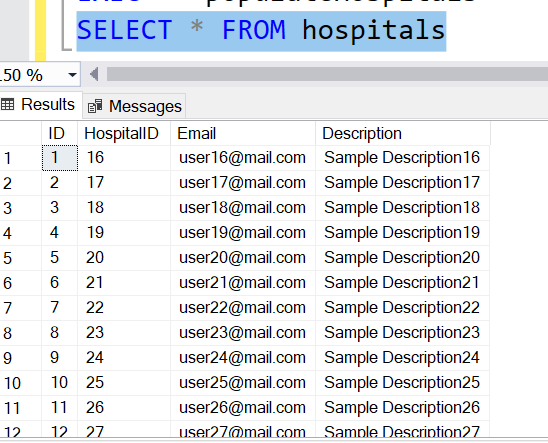 SELECT * FROM hospitals
150 %
Results Messages
ID HospitalID Email Description
1 1 16 user16@mail.com Sample Description16
2 2 17 user17@mail.com Sample Description17
3 3 18 user18@mail.com Sample Description18
4 4 19 user19@mail.com Sample Description19
5 5 20 user20@mail.com Sample Description20
6 6 21 user21@mail.com Sample Description21
7 7 22 user22@mail.com Sample Description22
8 8 23 user23@mail.com Sample Description23
9 9 24 user24@mail.com Sample Description24
10 10 25 user25@mail.com Sample Description25
11 11 26 user26@mail.com Sample Description26
12 12 27 user27@mail.com Sample Description27